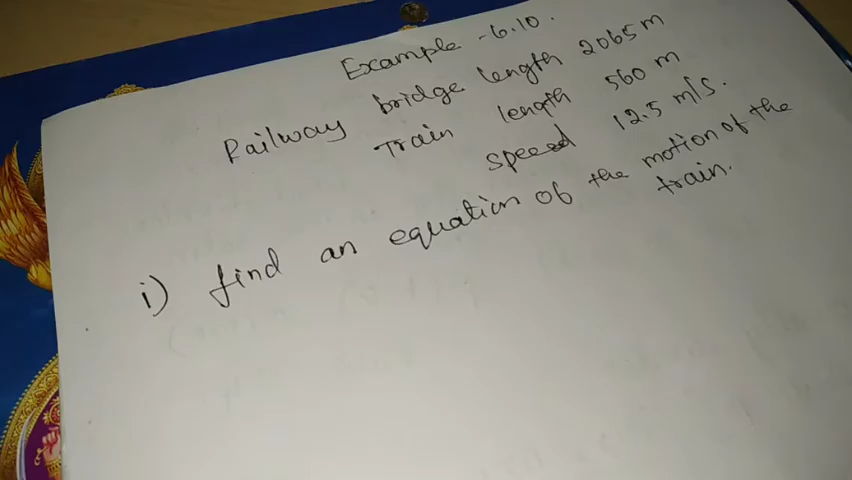 Example - 6.10.
Railway bridge length 2065 m
Train length 560 m
speed 12.5 m/s.
i) find an equation of the motion of the
train.